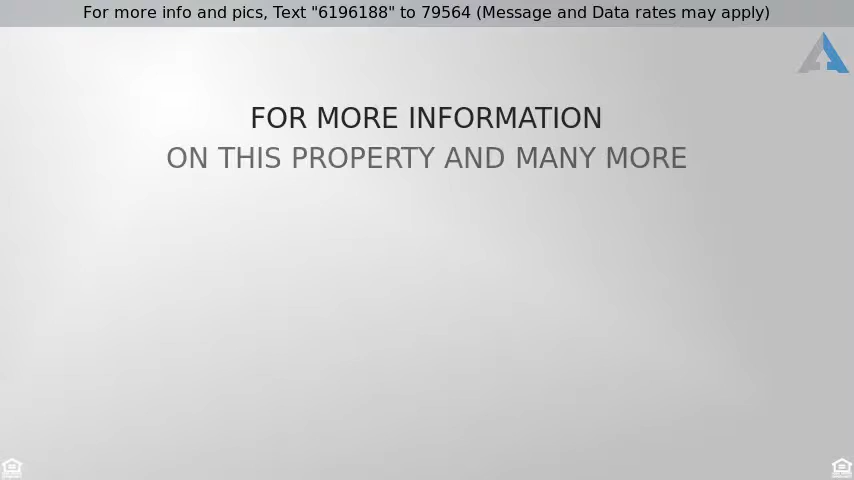 For more info and pics, Text "6196188" to 79564 (Message and Data rates may apply)
FOR MORE INFORMATION
ON THIS PROPERTY AND MANY MORE